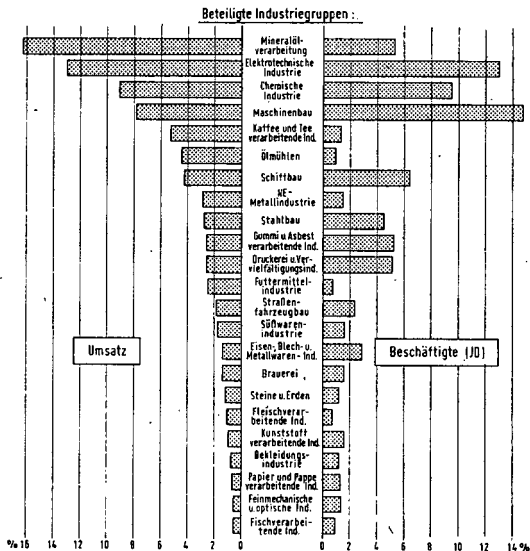 Beteiligte Industriegruppen :
Mineralöl-
verarbeitung
Elektrotechnische
Industrie
Chemische
Industrie
Maschinenbau
Kaffee und Tee
verarbeitende Ind.
Ölmühlen
Schiffbau
NE-
Metallindustrie
Stahlbau
Gummi u. Asbest
verarbeitende Ind.
Druckerei u. Ver-
vielfältigungsind.
Futtermittel-
industrie
Straßen-
fahrzeugbau
Süßwaren-
industrie
Umsatz
Eisen-, Blech- u.
Metallwaren - Ind.
Beschäftigte (JD)
Brauerei
Steine u. Erden
Fleischverar-
beitende Ind.
Kunststoff
verarbeitende Ind.
Bekleidungs-
industrie
Papier und Pappe
verarbeitende Ind.
Feinmechanische
u. optische Ind.
Fischverarbei-
tende Ind.
% 16 14 12 10 8 6 4 2 0 0 2 4 6 8 10 12 14 %